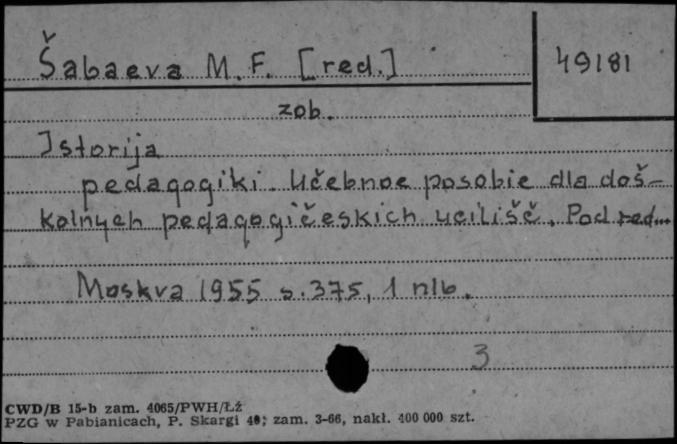 Šabaeva M. F. [red.]
49181
zob.
Istorija
pedagogiki. Učebnoe posobie dla doš-
kolnych pedagogičeskich učilišč. Pod red...
Moskva 1955 s. 375, 1 nlb.
3
CWD/B 15-b zam. 4065/PWH/Łź
PZG w Pabianicach, P. Skargi 40; zam. 3-66, nakł. 400 000 szt.